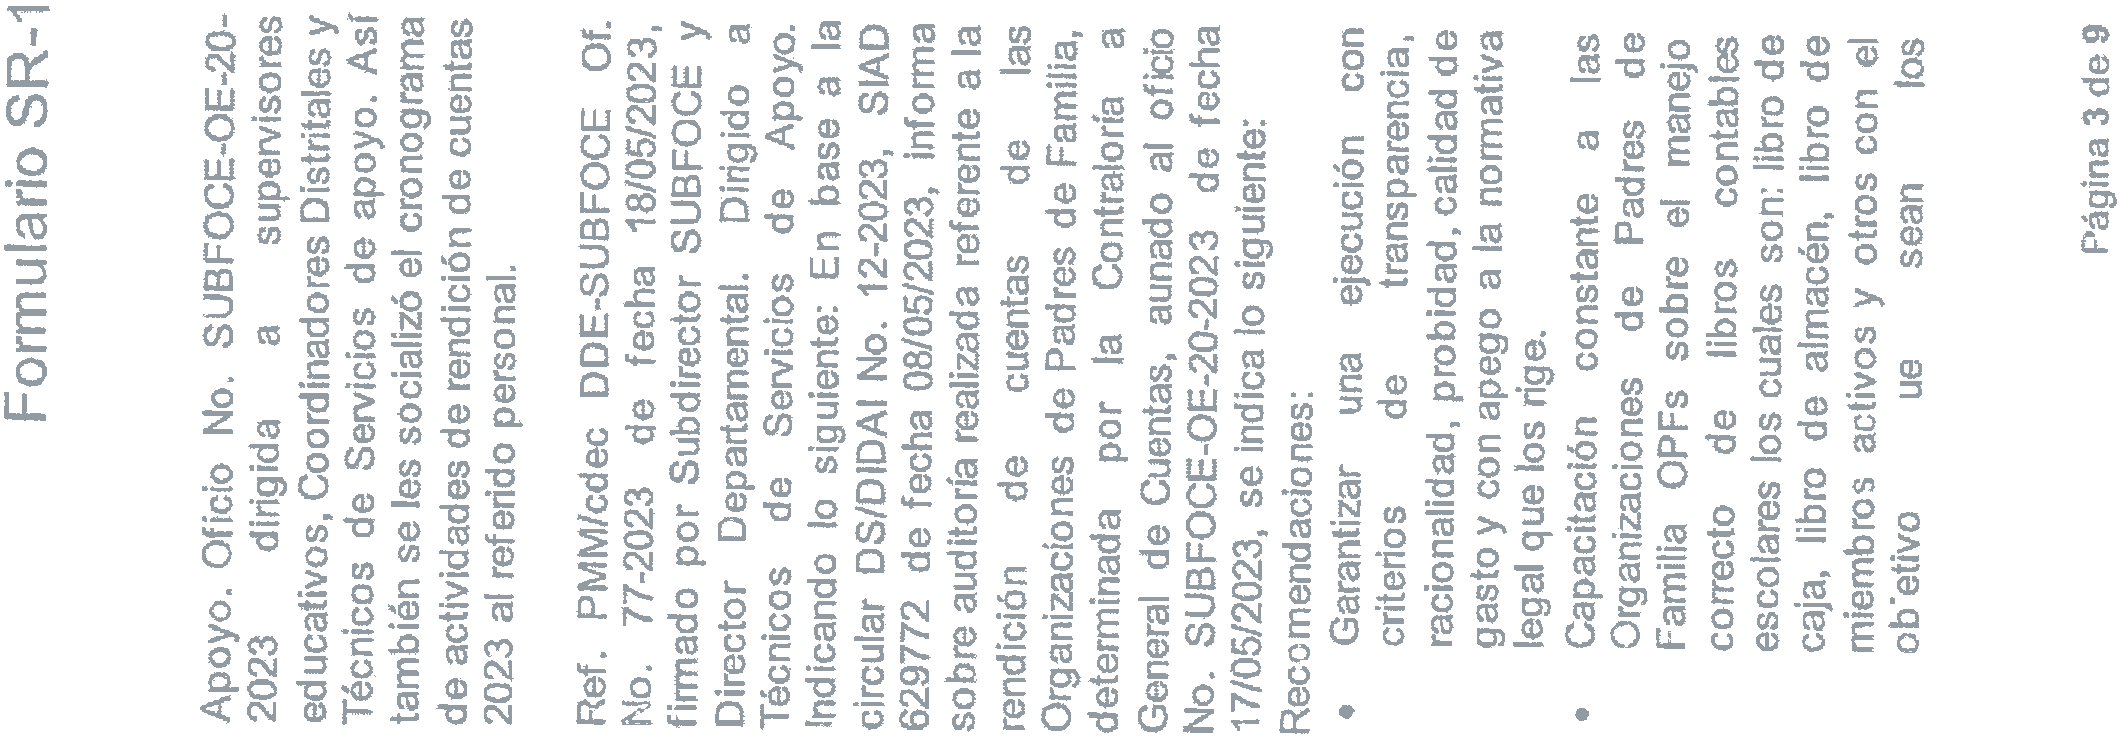 Formulario SR-1
Apoyo. Oficio No. SUBFOCE-OE-20-
2023 dirigida a supervisores
educativos, Coordinadores Distritales y
Técnicos de Servicios de apoyo. Así
también se les socializó el cronograma
de actividades de rendición de cuentas
2023 al referido personal.
Ref. PMM/cdec DDE-SUBFOCE Of.
No. 77-2023 de fecha 18/05/2023,
firmado por Subdirector SUBFOCE y
Director Departamental. Dirigido a
Técnicos de Servicios de Apoyo.
Indicando lo siguiente: En base a la
circular DS/DIDAI No. 12-2023, SIAD
629772 de fecha 08/05/2023, informa
sobre auditoría realizada referente a la
rendición de cuentas de las
Organizaciones de Padres de Familia,
determinada por la Contraloría a
General de Cuentas, aunado al oficio
No. SUBFOCE-OE-20-2023 de fecha
17/05/2023, se indica lo siguiente:
Recomendaciones:
• Garantizar una ejecución con
criterios de transparencia,
racionalidad, probidad, calidad de
gasto y con apego a la normativa
legal que los rige.
• Capacitación constante a las
Organizaciones de Padres de
Familia OPFs sobre el manejo
correcto de libros contables
escolares los cuales son: libro de
caja, libro de almacén, libro de
miembros activos y otros con el
ob etivo ue sean los
Página 3 de 9